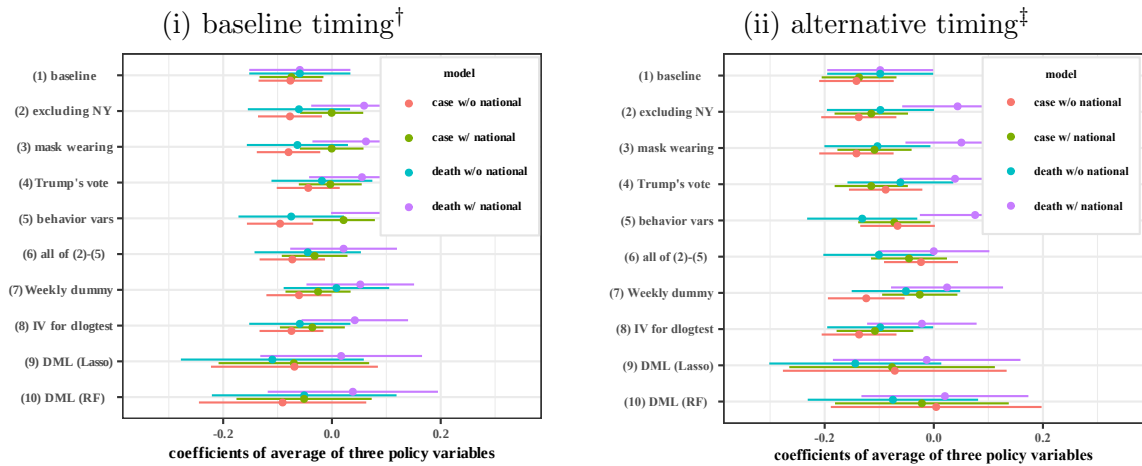 (i) baseline timing†
(1) baseline
(2) excluding NY
(3) mask wearing
(4) Trump's vote
(5) behavior vars
(6) all of (2)-(5)
(7) Weekly dummy
(8) IV for dlogtest
(9) DML (Lasso)
(10) DML (RF)
model
case w/o national
case w/ national
death w/o national
death w/ national
-0.2 0.0 0.2
coefficients of average of three policy variables
(ii) alternative timing‡
(1) baseline
(2) excluding NY
(3) mask wearing
(4) Trump's vote
(5) behavior vars
(6) all of (2)-(5)
(7) Weekly dummy
(8) IV for dlogtest
(9) DML (Lasso)
(10) DML (RF)
model
case w/o national
case w/ national
death w/o national
death w/ national
-0.2 0.0 0.2
coefficients of average of three policy variables